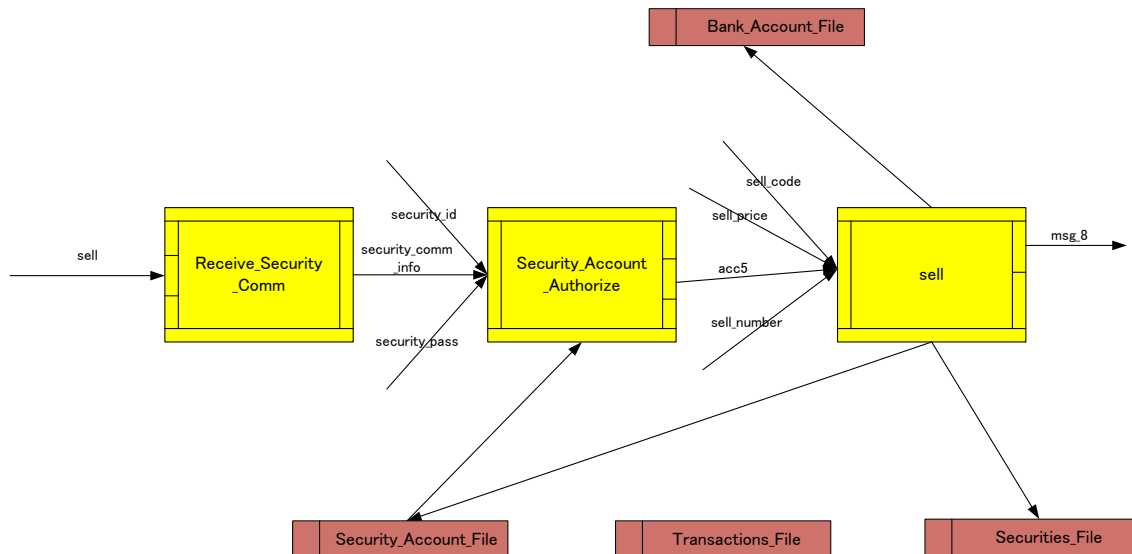 Bank_Account_File
sell_code
security_id
sell_price
sell
Receive_Security
_Comm
security_comm
_info
Security_Account
_Authorize
acc5
sell
msg_8
sell_number
security_pass
Security_Account_File
Transactions_File
Securities_File